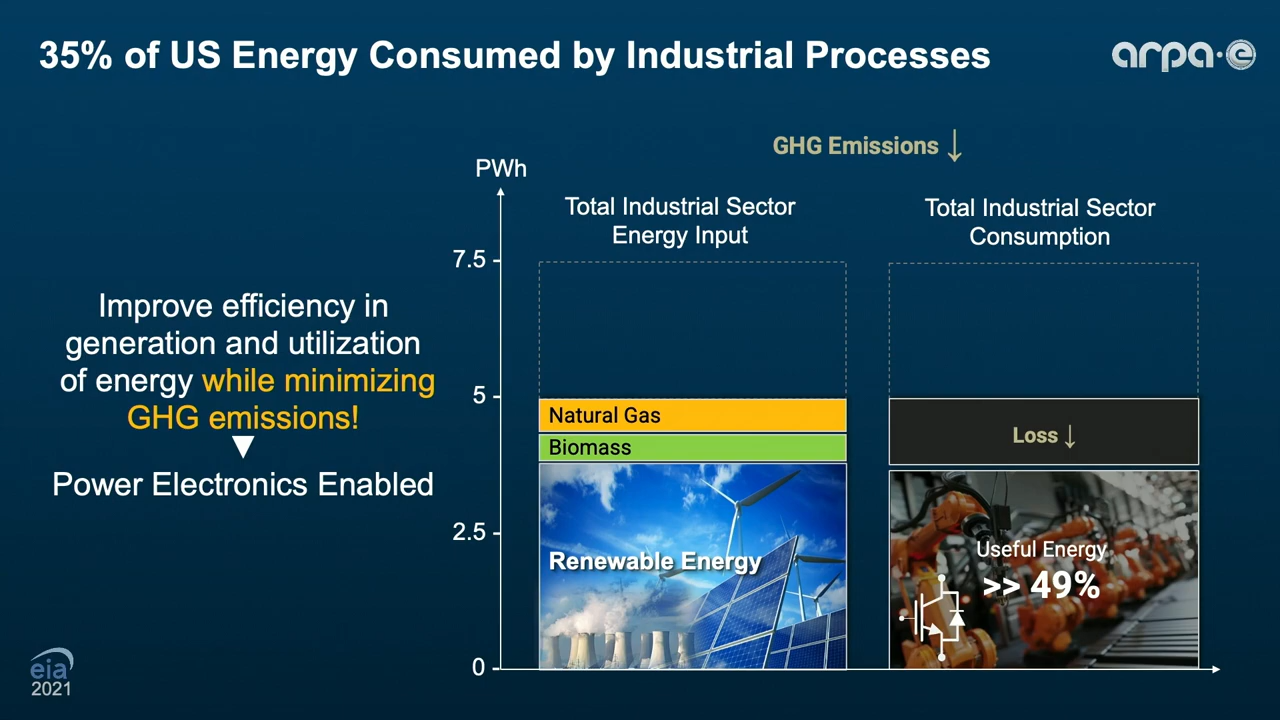 35% of US Energy Consumed by Industrial Processes
arpa·e
GHG Emissions ↓
PWh
Total Industrial Sector
Energy Input
Total Industrial Sector
Consumption
7.5
5
2.5
0
Improve efficiency in
generation and utilization
of energy while minimizing
GHG emissions!
Power Electronics Enabled
Natural Gas
Biomass
Renewable Energy
Loss ↓
Useful Energy
>> 49%
eia
2021